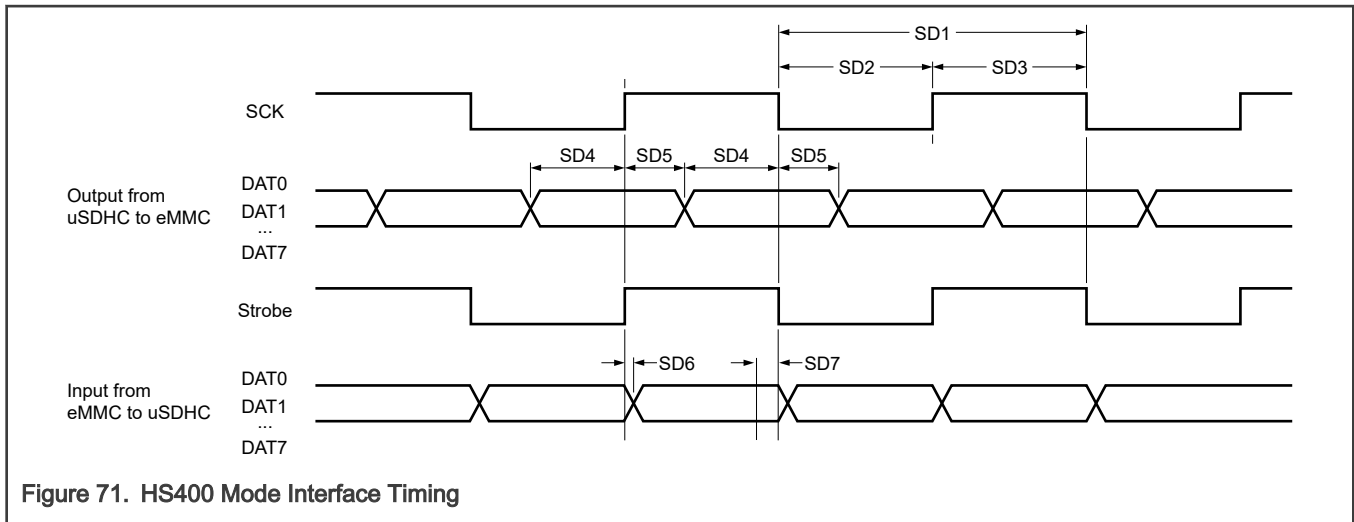 SD1
SD2 SD3
SCK
SD4 SD5 SD4 SD5
Output from
uSDHC to eMMC
DAT0
DAT1
...
DAT7
Strobe
SD6 SD7
Input from
eMMC to uSDHC
DAT0
DAT1
...
DAT7
Figure 71. HS400 Mode Interface Timing